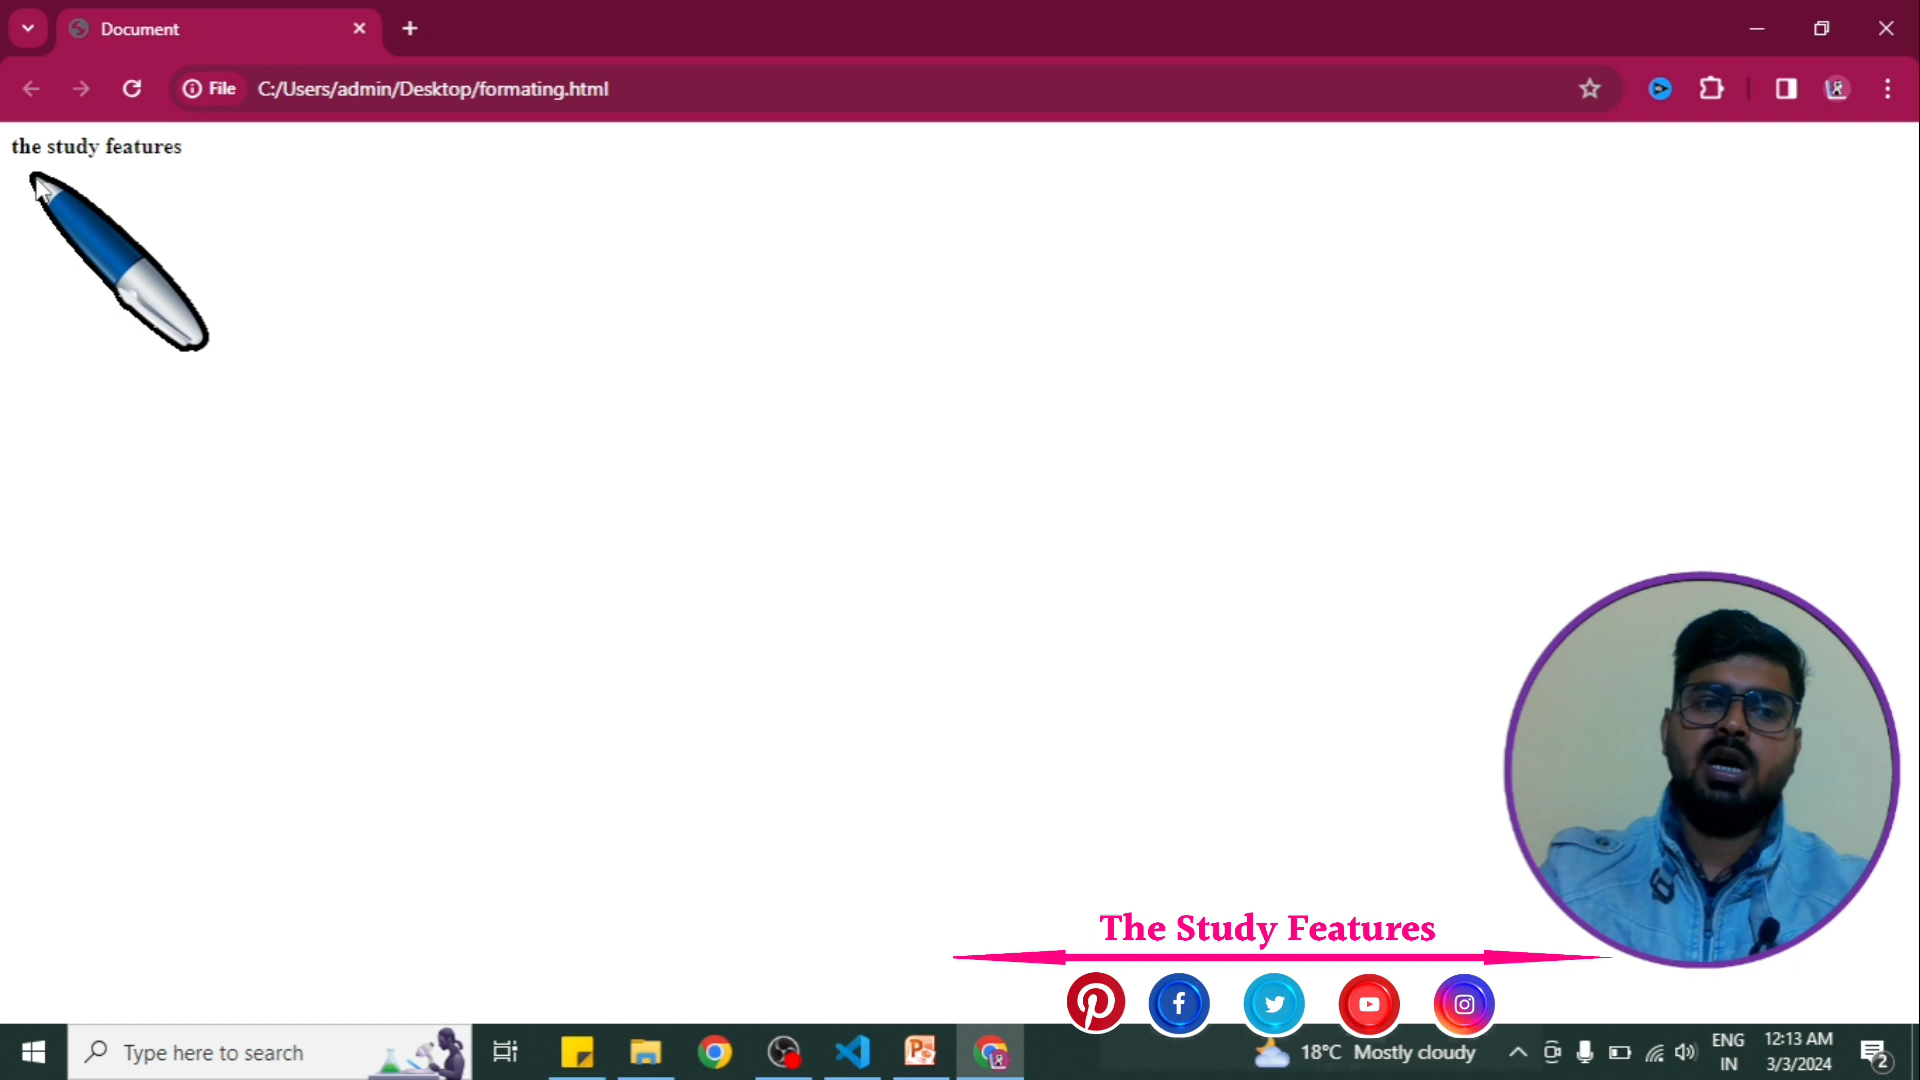 Document
File
C:/Users/admin/Desktop/formating.html
the study features
The Study Features
Type here to search
18°C Mostly cloudy
ENG
IN
12:13 AM
3/3/2024
2